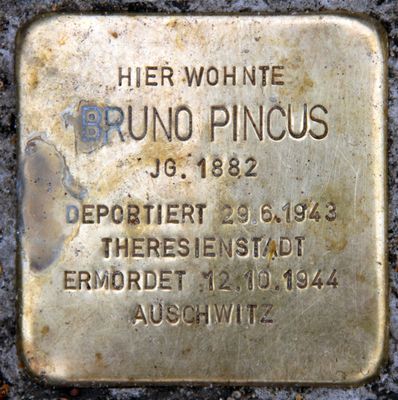 HIER WOHNTE
BRUNO PINCUS
JG. 1882
DEPORTIERT 29.6.1943
THERESIENSTADT
ERMORDET 12.10.1944
AUSCHWITZ